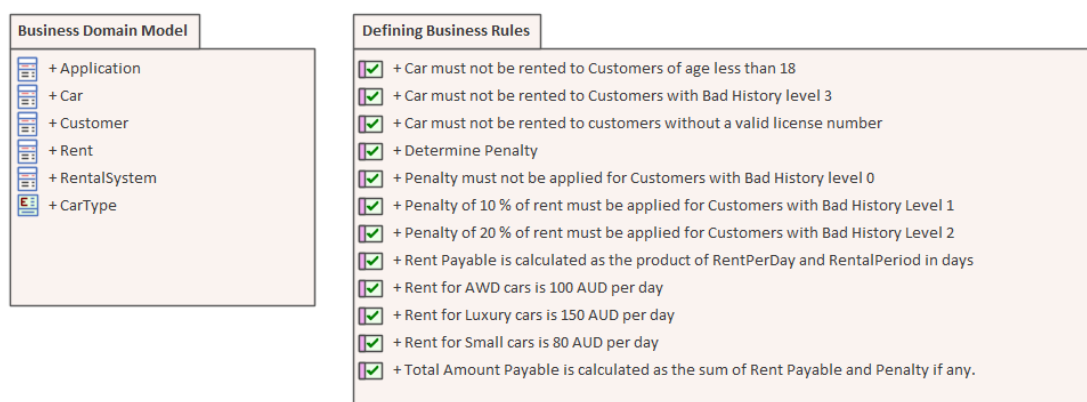 Business Domain Model
+ Application
+ Car
+ Customer
+ Rent
+ RentalSystem
+ CarType
Defining Business Rules
+ Car must not be rented to Customers of age less than 18
+ Car must not be rented to Customers with Bad History level 3
+ Car must not be rented to customers without a valid license number
+ Determine Penalty
+ Penalty must not be applied for Customers with Bad History level 0
+ Penalty of 10 % of rent must be applied for Customers with Bad History Level 1
+ Penalty of 20 % of rent must be applied for Customers with Bad History Level 2
+ Rent Payable is calculated as the product of RentPerDay and RentalPeriod in days
+ Rent for AWD cars is 100 AUD per day
+ Rent for Luxury cars is 150 AUD per day
+ Rent for Small cars is 80 AUD per day
+ Total Amount Payable is calculated as the sum of Rent Payable and Penalty if any.